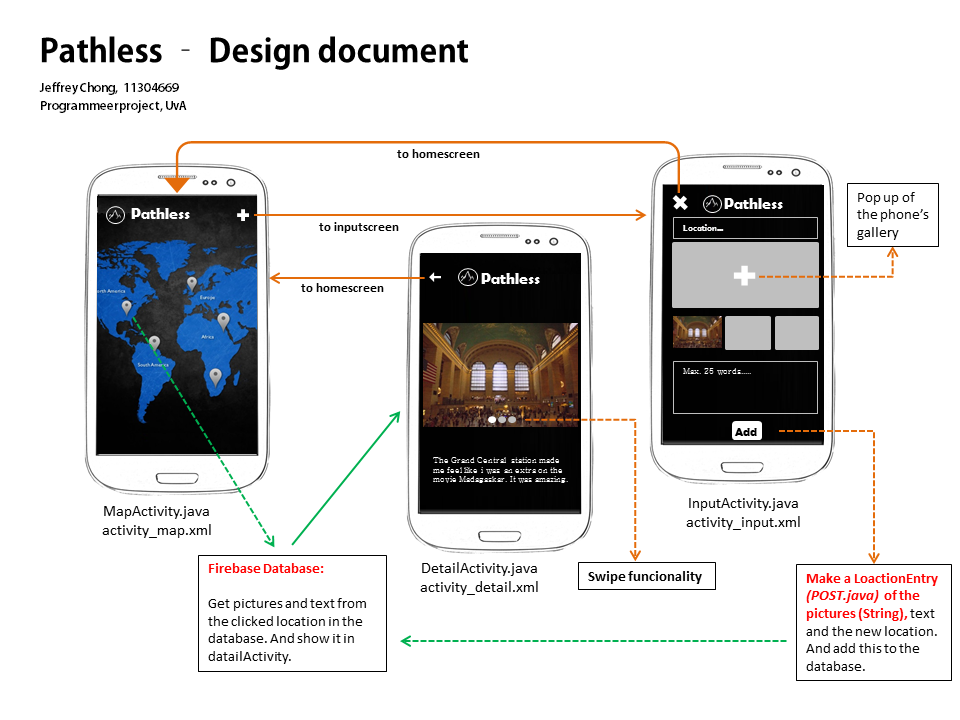 Pathless - Design document
Jeffrey Chong, 11304669
Programmeerproject, UvA
to homescreen
Pathless
to inputscreen
to homescreen
North America
Europe
Africa
South America
MapActivity.java
activity_map.xml
Pathless
The Grand Central station made
me feel like i was an extra on the
movie Madagaskar. It was amazing.
DetailActivity.java
activity_detail.xml
Pathless
Location...
Max. 25 words.....
Add
InputActivity.java
activity_input.xml
Pop up of
the phone's
gallery
Firebase Database:
Get pictures and text from
the clicked location in the
database. And show it in
datailActivity.
Swipe funcionality
Make a LoactionEntry
(POST.java) of the
pictures (String), text
and the new location.
And add this to the
database.